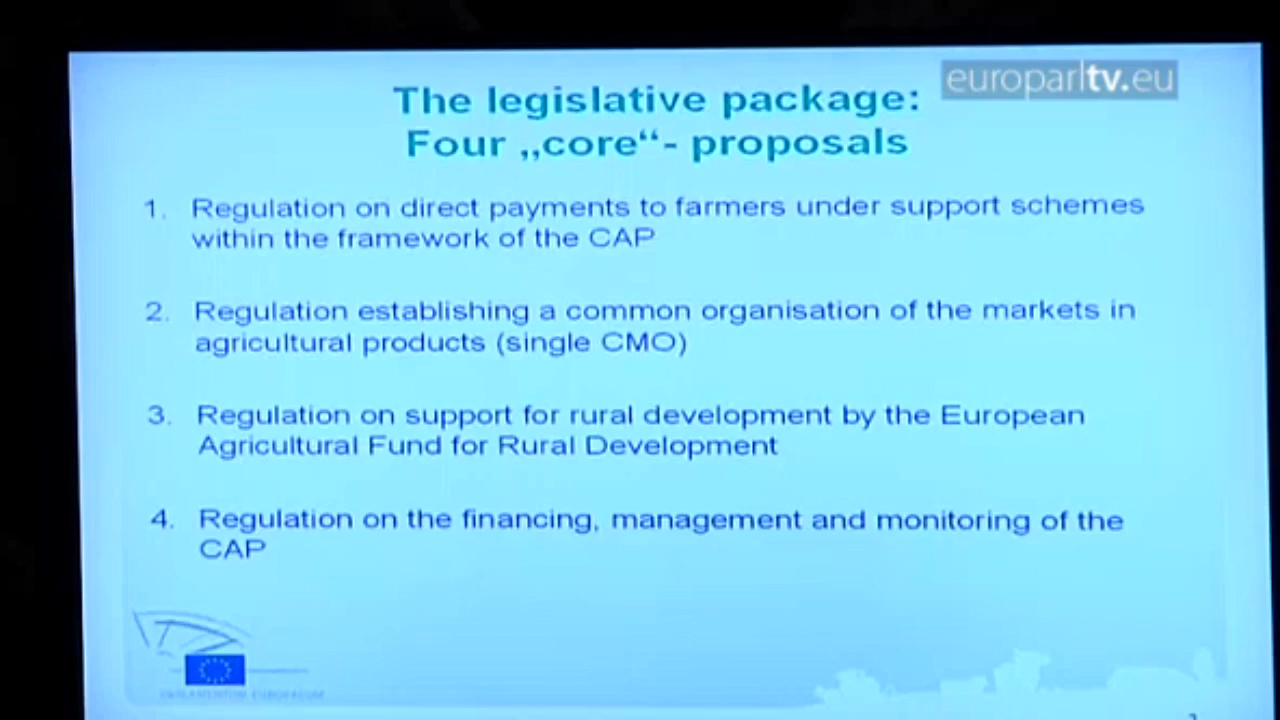 europarltv.eu
The legislative package:
Four „core“- proposals
1. Regulation on direct payments to farmers under support schemes
within the framework of the CAP
2. Regulation establishing a common organisation of the markets in
agricultural products (single CMO)
3. Regulation on support for rural development by the European
Agricultural Fund for Rural Development
4. Regulation on the financing, management and monitoring of the
CAP